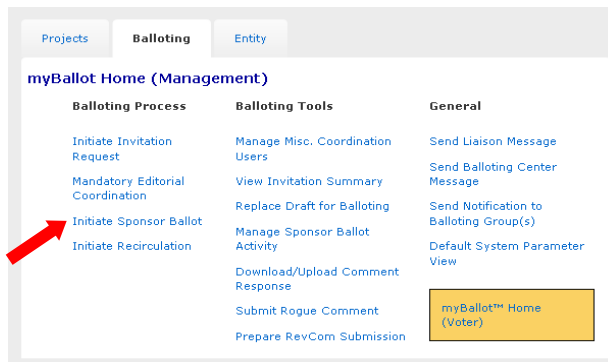 Projects
Balloting
Entity
myBallot Home (Management)
Balloting Process
Initiate Invitation
Request
Mandatory Editorial
Coordination
Initiate Sponsor Ballot
Initiate Recirculation
Balloting Tools
Manage Misc. Coordination
Users
View Invitation Summary
Replace Draft for Balloting
Manage Sponsor Ballot
Activity
Download/Upload Comment
Response
Submit Rogue Comment
Prepare RevCom Submission
General
Send Liaison Message
Send Balloting Center
Message
Send Notification to
Balloting Group(s)
Default System Parameter
View
myBallot™ Home
(Voter)